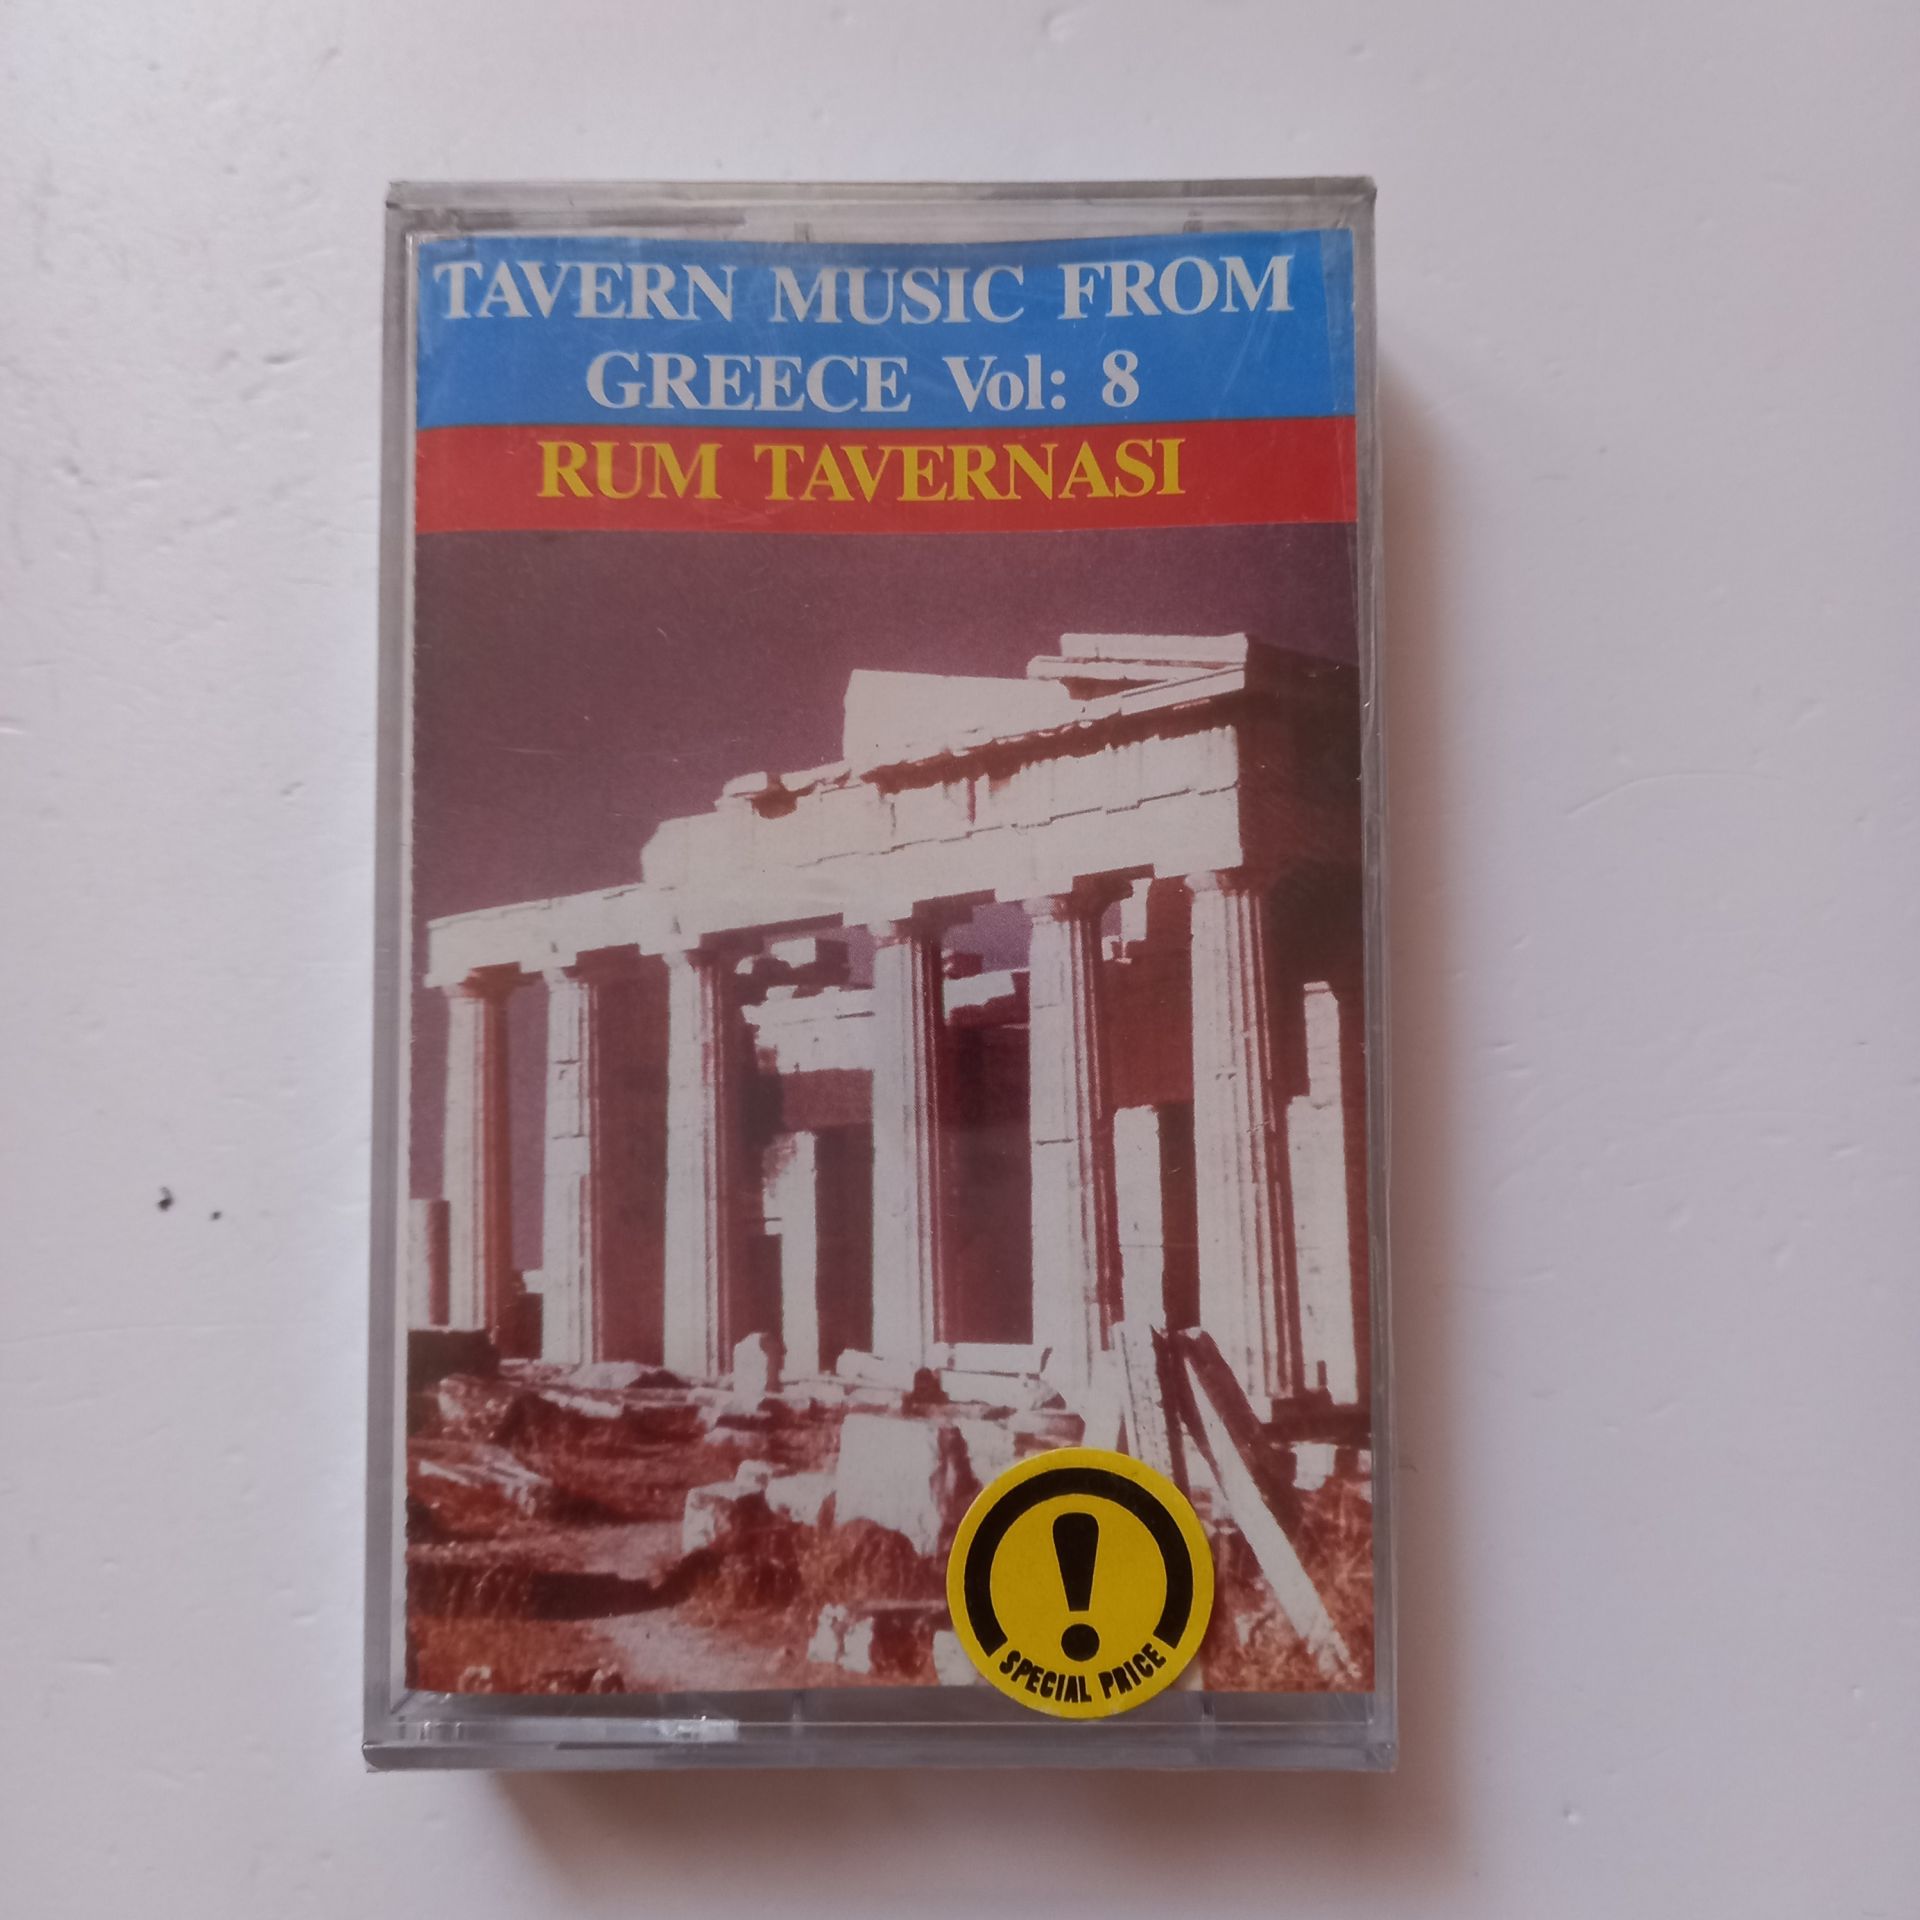 TAVERN MUSIC FROM
GREECE Vol: 8
RUM TAVERNASI
!
SPECIAL PRICE